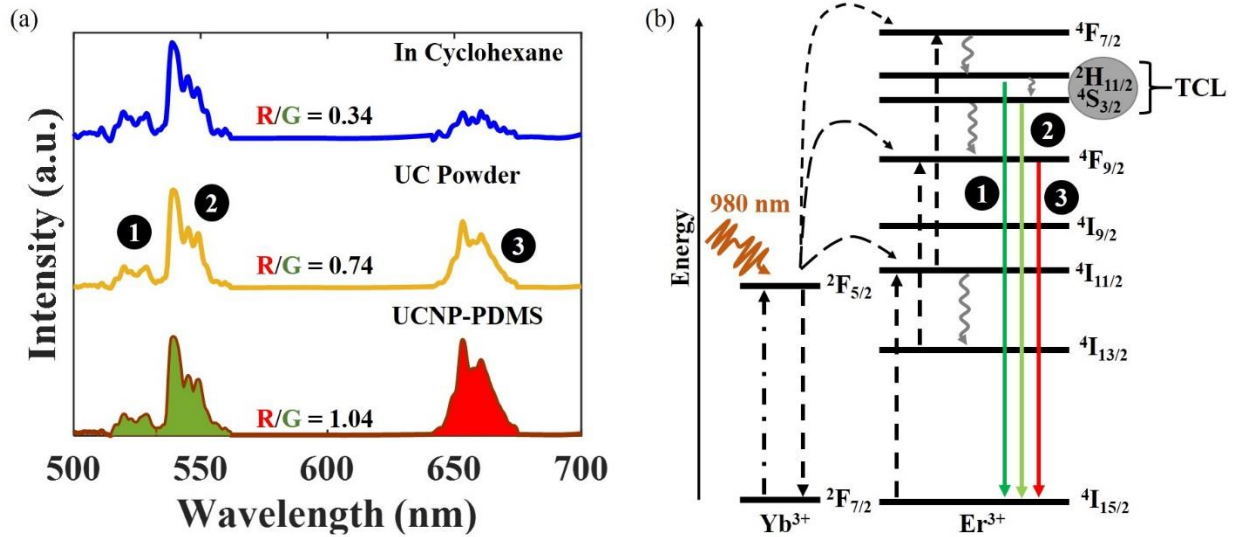 (a)
In Cyclohexane
R/G = 0.34
UC Powder
1
2
3
R/G = 0.74
UCNP-PDMS
R/G = 1.04
500
550
600
650
700
Wavelength (nm)
Intensity (a.u.)
(b)
Energy
980 nm
²F₅/₂
²F₇/₂
Yb³⁺
⁴F₇/₂
²H₁₁/₂
⁴S₃/₂
TCL
2
⁴F₉/₂
1
3
⁴I₉/₂
⁴I₁₁/₂
⁴I₁₃/₂
⁴I₁₅/₂
Er³⁺